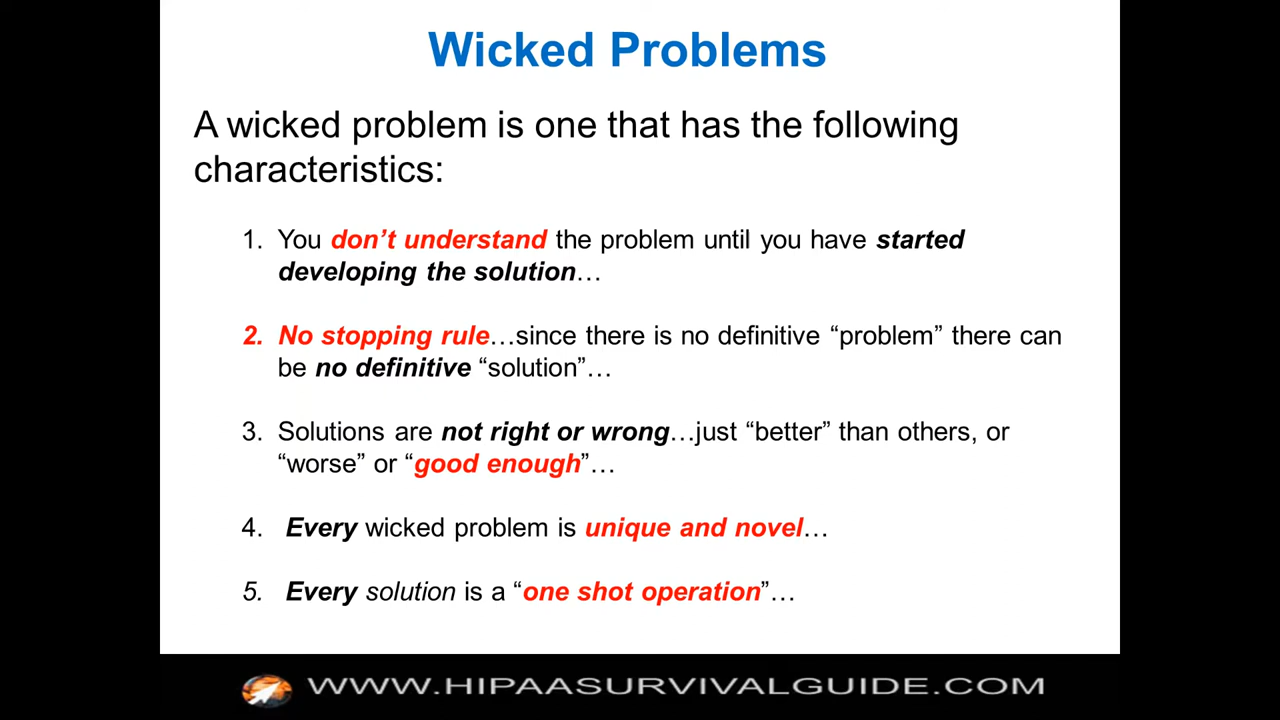 Wicked Problems
A wicked problem is one that has the following
characteristics:
1. You don’t understand the problem until you have started
developing the solution…
2. No stopping rule…since there is no definitive “problem” there can
be no definitive “solution”…
3. Solutions are not right or wrong…just “better” than others, or
“worse” or “good enough”…
4. Every wicked problem is unique and novel…
5. Every solution is a “one shot operation”…
WWW.HIPAASURVIVALGUIDE.COM